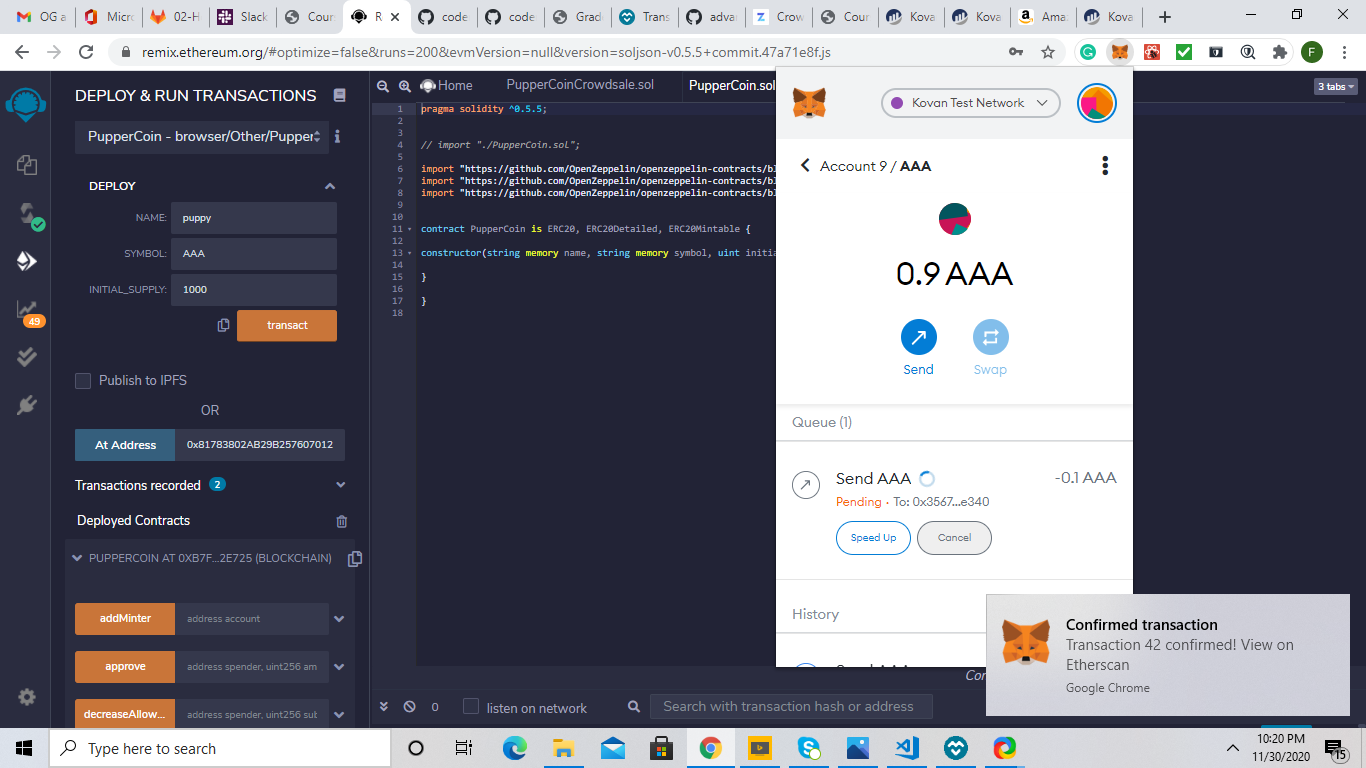 OG a
Micro
02-H
Slack
Cours
R
code
code
Grad
Trans
adva
Crow
Cour
Kova
Kova
Ama
Kova
remix.ethereum.org/#optimize=false&runs=200&evmVersion=null&version=soljson-v0.5.5+commit.47a71e8f.js
F
DEPLOY & RUN TRANSACTIONS
PupperCoin - browser/Other/Pupper
DEPLOY
NAME: puppy
SYMBOL: AAA
INITIAL_SUPPLY: 1000
transact
49
Publish to IPFS
OR
At Address 0x81783802AB29B257607012
Transactions recorded 2
Deployed Contracts
PUPPERCOIN AT 0XB7F...2E725 (BLOCKCHAIN)
addMinter address account
approve address spender, uint256 am
decreaseAllow... address spender, uint256 sub
Home PupperCoinCrowdsale.sol PupperCoin.sol
3 tabs
1 pragma solidity ^0.5.5;
2
3
4 // import "./PupperCoin.sol";
5
6 import "https://github.com/OpenZeppelin/openzeppelin-contracts/bl
7 import "https://github.com/OpenZeppelin/openzeppelin-contracts/bl
8 import "https://github.com/OpenZeppelin/openzeppelin-contracts/bl
9
10
11 contract PupperCoin is ERC20, ERC20Detailed, ERC20Mintable {
12
13 constructor(string memory name, string memory symbol, uint initia
14
15 }
16
17 }
18
Kovan Test Network
Account 9 / AAA
0.9 AAA
Send Swap
Queue (1)
Send AAA -0.1 AAA
Pending · To: 0x3567...e340
Speed Up Cancel
History
Confirmed transaction
Transaction 42 confirmed! View on
Etherscan
Google Chrome
0 listen on network Search with transaction hash or address
Type here to search
10:20 PM
11/30/2020
15